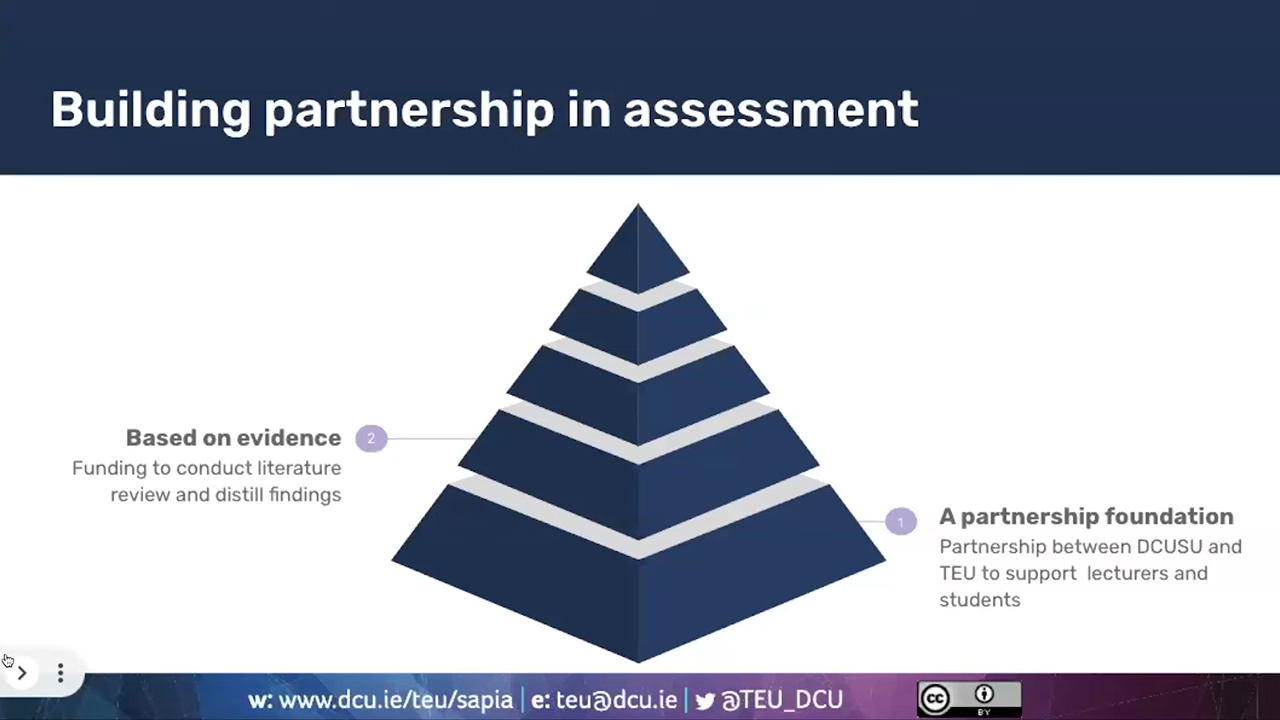 Building partnership in assessment
Based on evidence
2
Funding to conduct literature
review and distill findings
1
A partnership foundation
Partnership between DCUSU and
TEU to support lecturers and
students
w: www.dcu.ie/teu/sapia | e: teu@dcu.ie | @TEU_DCU
cc
BY